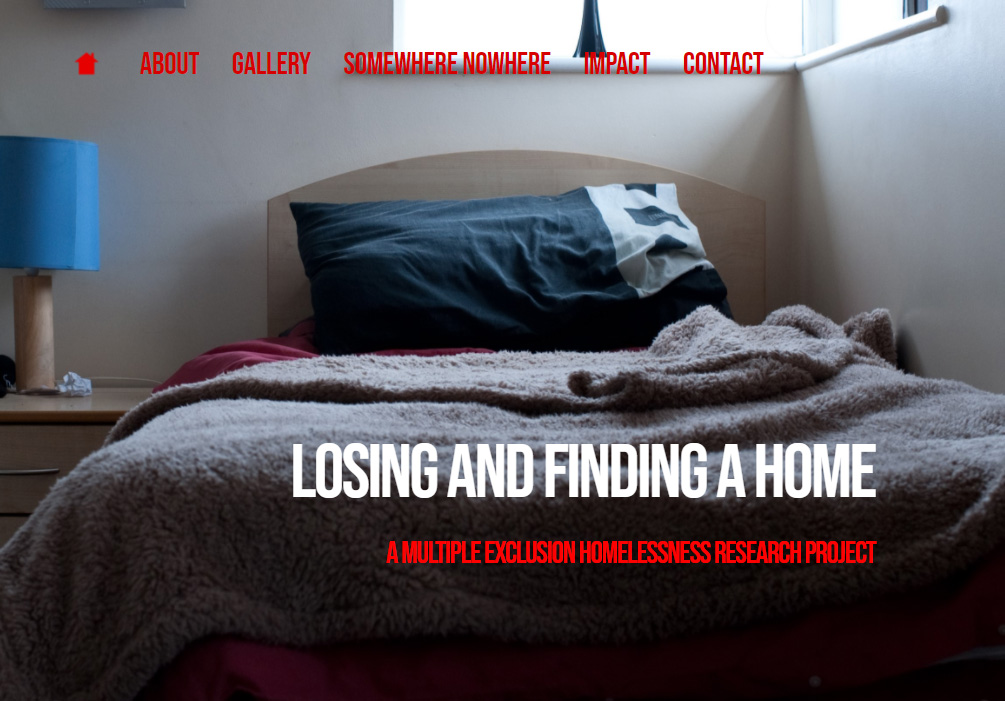 ABOUT GALLERY SOMEWHERE NOWHERE IMPACT CONTACT
LOSING AND FINDING A HOME
A MULTIPLE EXCLUSION HOMELESSNESS RESEARCH PROJECT